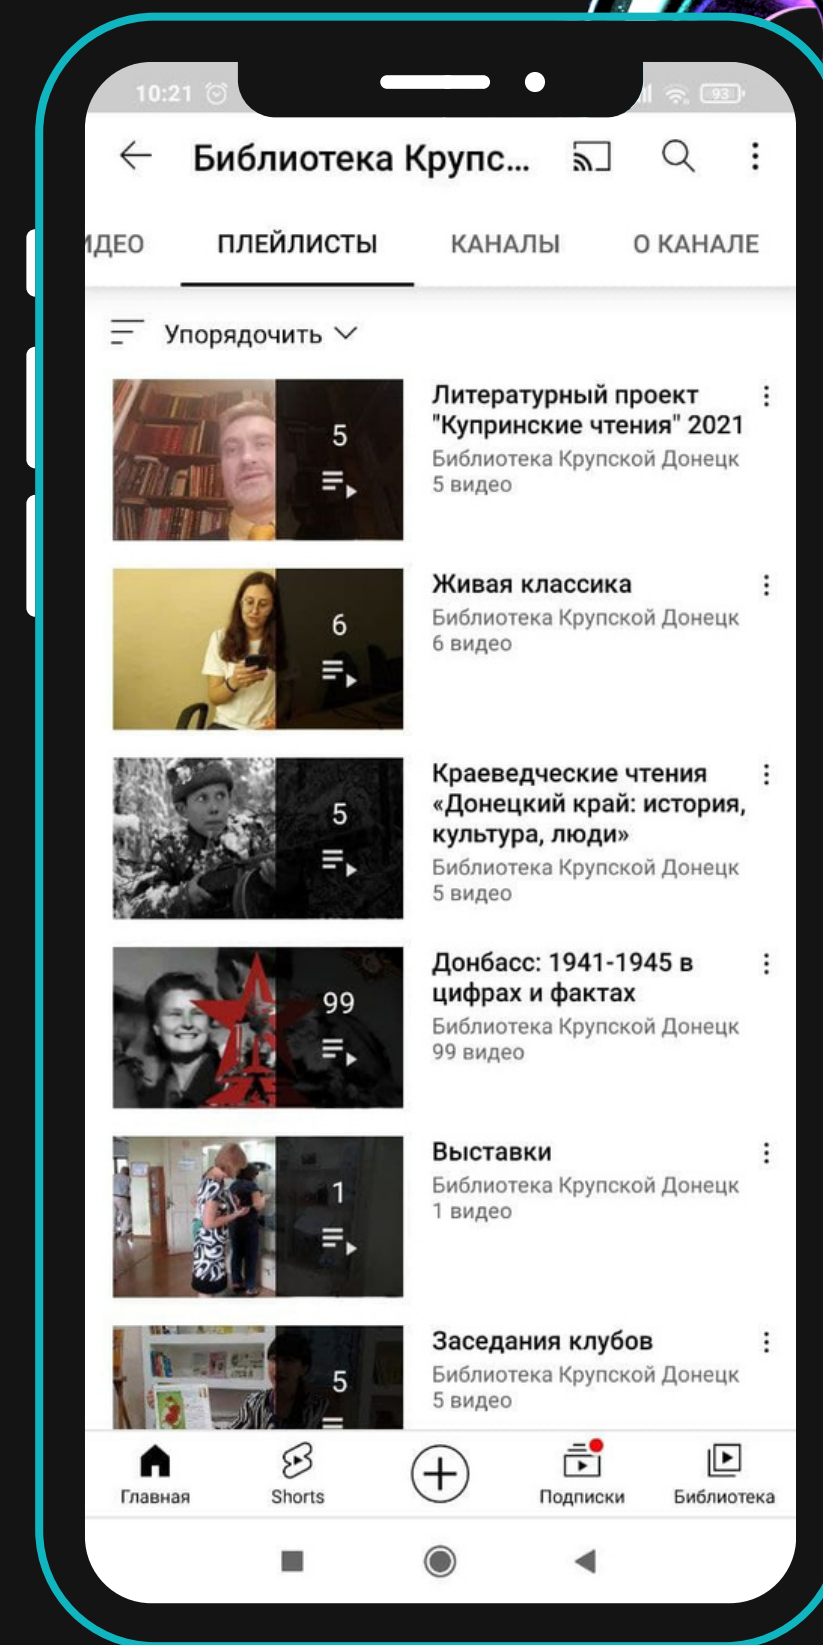 10:21
93
Библиотека Крупс...
ИДЕО ПЛЕЙЛИСТЫ КАНАЛЫ О КАНАЛЕ
Упорядочить
5
Литературный проект
"Купринские чтения" 2021
Библиотека Крупской Донецк
5 видео
6
Живая классика
Библиотека Крупской Донецк
6 видео
5
Краеведческие чтения
«Донецкий край: история,
культура, люди»
Библиотека Крупской Донецк
5 видео
99
Донбасс: 1941-1945 в
цифрах и фактах
Библиотека Крупской Донецк
99 видео
1
Выставки
Библиотека Крупской Донецк
1 видео
5
Заседания клубов
Библиотека Крупской Донецк
5 видео
Главная Shorts Подписки Библиотека